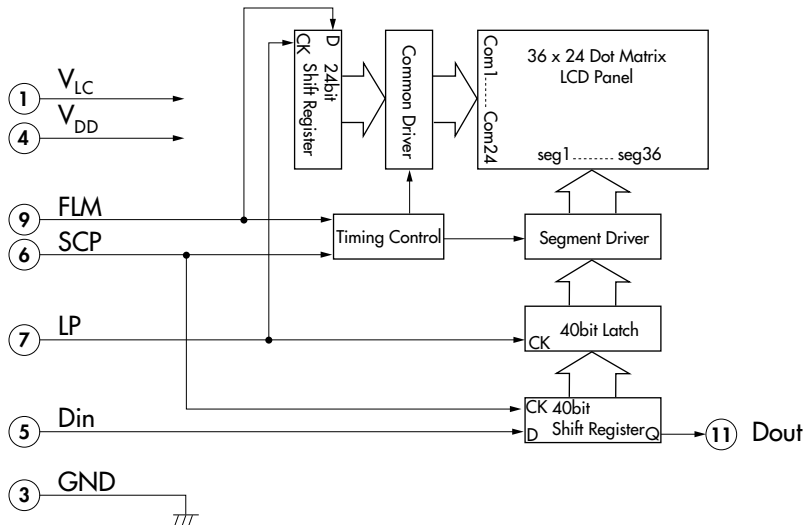 D
CK
24bit
Shift Register
Common Driver
Com1........ Com24
36 x 24 Dot Matrix
LCD Panel
seg1........ seg36
1 VLC
4 VDD
9 FLM
Timing Control
Segment Driver
6 SCP
7 LP
40bit Latch
CK
CK 40bit
Shift Register
D
Q
5 Din
11 Dout
3 GND